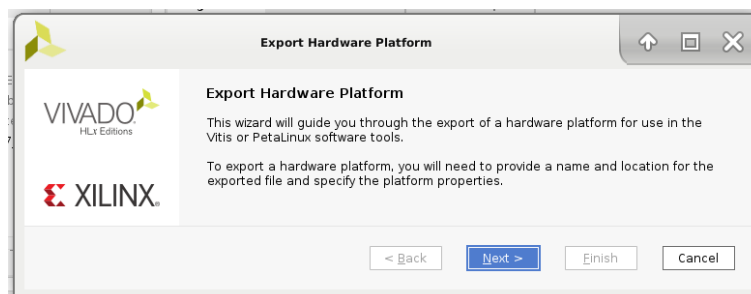 Export Hardware Platform
VIVADO
HLx Editions
XILINX
Export Hardware Platform
This wizard will guide you through the export of a hardware platform for use in the
Vitis or PetaLinux software tools.
To export a hardware platform, you will need to provide a name and location for the
exported file and specify the platform properties.
< Back Next > Finish Cancel